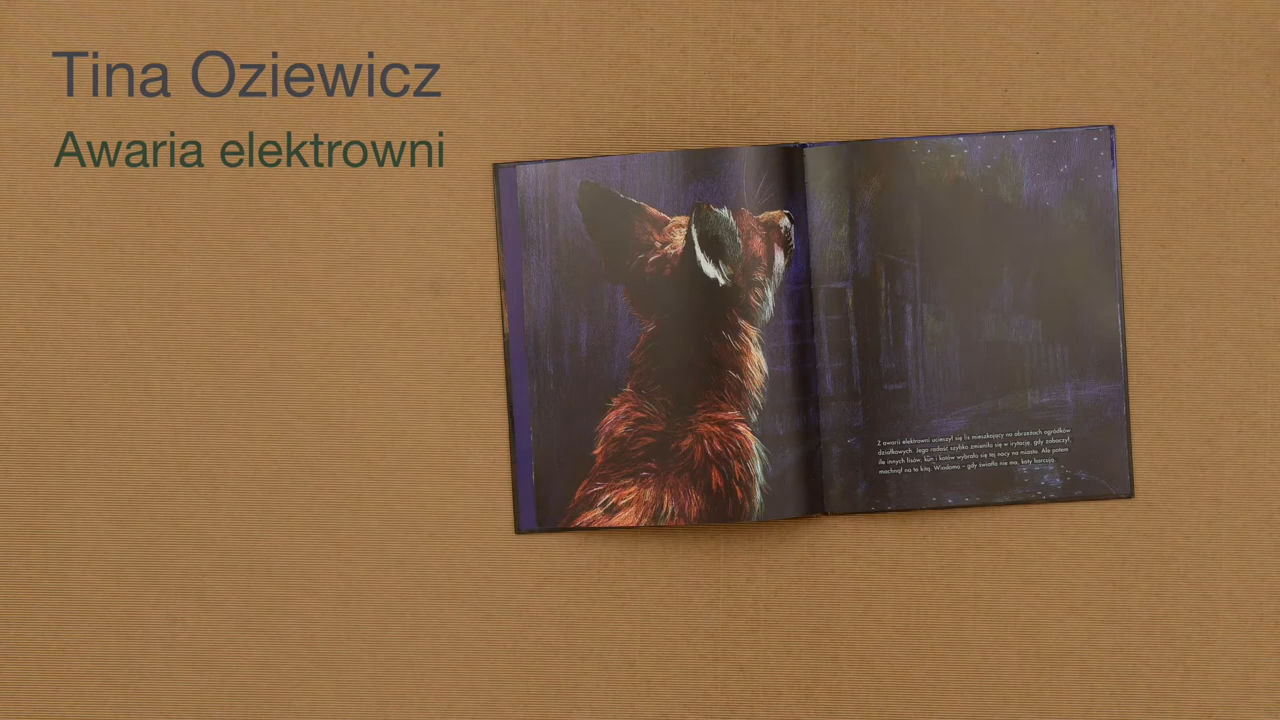 Tina Oziewicz
Awaria elektrowni
Z awarii elektrowni ucieszył się lis mieszkający na obrzeżach ogródków
działkowych. Jego radość szybko zmieniła się w irytację, gdy zobaczył,
ile innych lisów, kun i kotów wybrało się tej nocy na miasto. Ale potem
machnął na to kitą. Wiadomo – gdy światła nie ma, koty harcują.